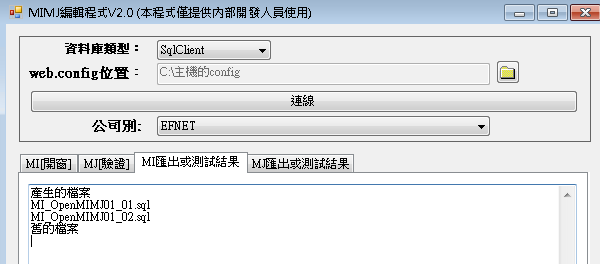 MIMJ編輯程式V2.0 (本程式僅提供內部開發人員使用)
資料庫類型： SqlClient
web.config位置： C:\主機的config
連線
公司別: EFNET
MI[開窗] MJ[驗證] MI匯出或測試結果 MJ匯出或測試結果
產生的檔案
MI_OpenMIMJ01_01.sql
MI_OpenMIMJ01_02.sql
舊的檔案